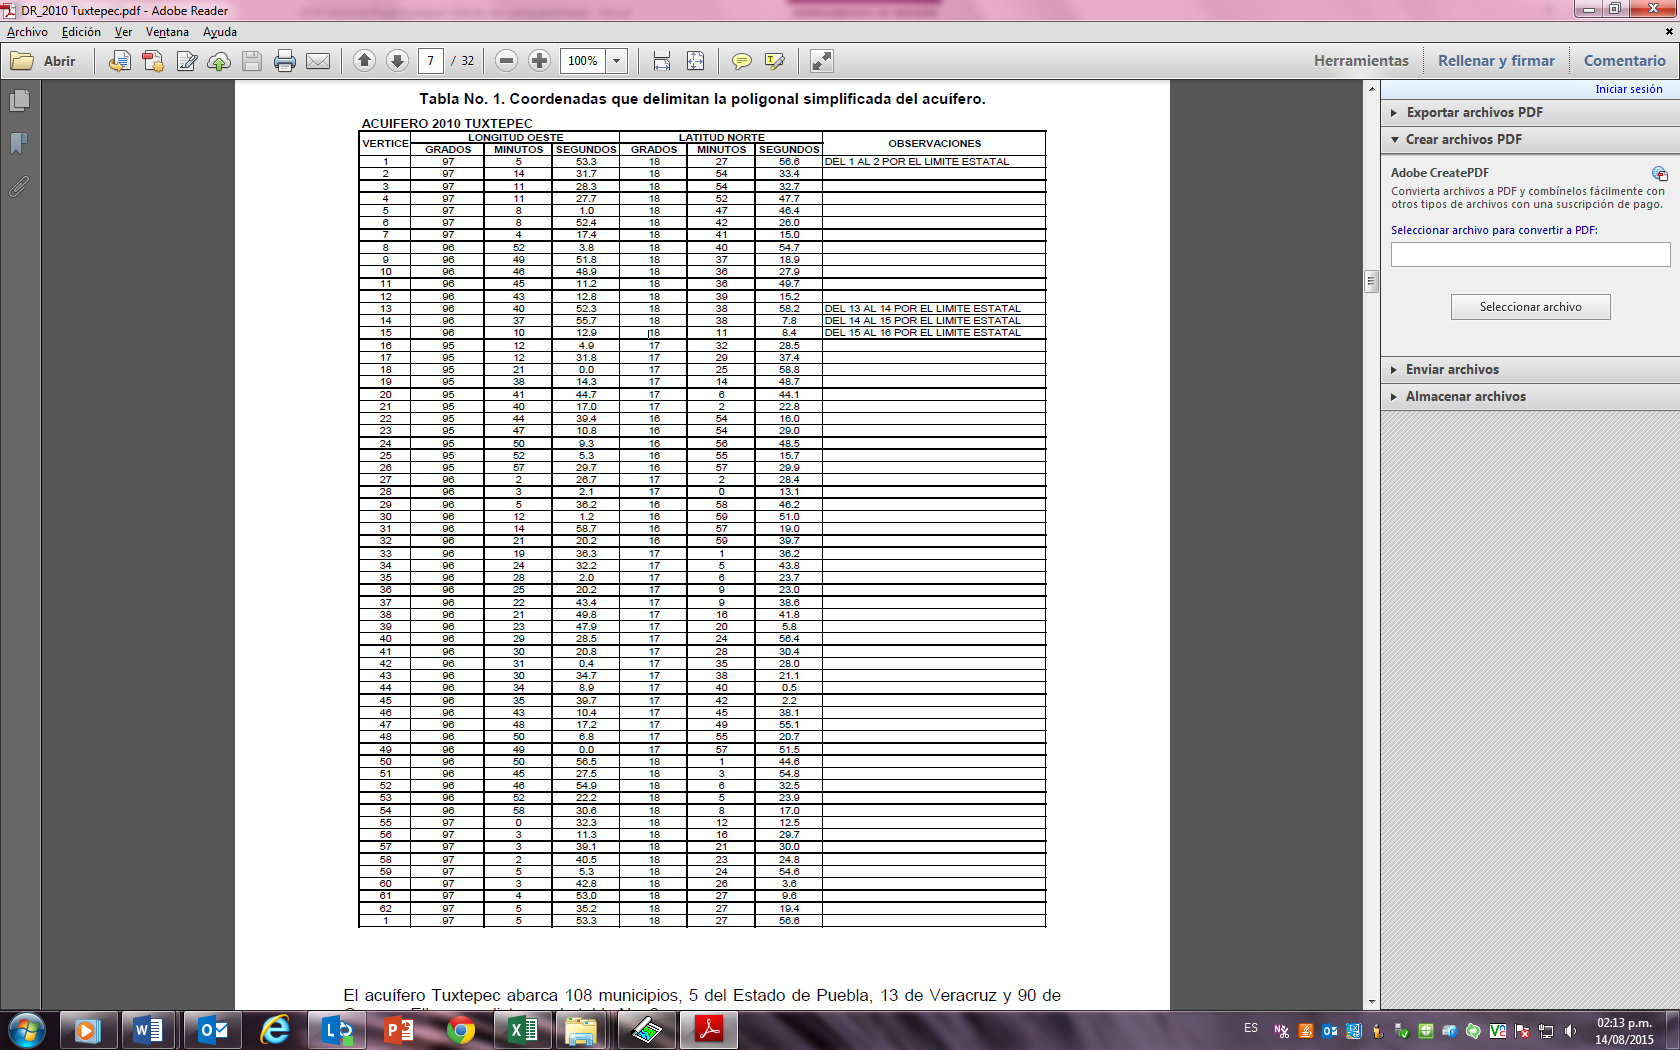 DR_2010 Tuxtepec.pdf - Adobe Reader
Archivo Edición Ver Ventana Ayuda
Abrir 7 / 32 100% Herramientas Rellenar y firmar Comentario
Tabla No. 1. Coordenadas que delimitan la poligonal simplificada del acuífero.
ACUIFERO 2010 TUXTEPEC
VERTICE LONGITUD OESTE LATITUD NORTE OBSERVACIONES
GRADOS MINUTOS SEGUNDOS GRADOS MINUTOS SEGUNDOS
1 97 5 53.3 18 27 56.6 DEL 1 AL 2 POR EL LIMITE ESTATAL
2 97 14 31.7 18 54 33.4
3 97 11 28.3 18 54 32.7
4 97 11 27.7 18 52 47.7
5 97 8 1.0 18 47 46.4
6 97 8 52.4 18 42 26.0
7 97 4 17.4 18 41 15.0
8 96 52 3.8 18 40 54.7
9 96 49 51.8 18 37 18.9
10 96 46 48.9 18 36 27.9
11 96 45 11.2 18 36 49.7
12 96 43 12.8 18 39 15.2
13 96 40 52.3 18 38 58.2 DEL 13 AL 14 POR EL LIMITE ESTATAL
14 96 37 55.7 18 38 7.8 DEL 14 AL 15 POR EL LIMITE ESTATAL
15 96 10 12.9 18 11 8.4 DEL 15 AL 16 POR EL LIMITE ESTATAL
16 95 12 4.9 17 32 28.5
17 95 12 31.8 17 29 37.4
18 95 21 0.0 17 25 58.8
19 95 38 14.3 17 14 48.7
20 95 41 44.7 17 6 44.1
21 95 40 17.0 17 2 22.8
22 95 44 39.4 16 54 16.0
23 95 47 10.8 16 54 29.0
24 95 50 9.3 16 56 48.5
25 95 52 5.3 16 55 15.7
26 95 57 29.7 16 57 29.9
27 96 2 26.7 17 2 28.4
28 96 3 2.1 17 0 13.1
29 96 5 36.2 16 58 46.2
30 96 12 1.2 16 59 51.0
31 96 14 58.7 16 57 19.0
32 96 21 20.2 16 59 39.7
33 96 19 36.3 17 1 36.2
34 96 24 32.2 17 5 43.8
35 96 28 2.0 17 6 23.7
36 96 25 20.2 17 9 23.0
37 96 22 43.4 17 9 38.6
38 96 21 49.8 17 16 41.8
39 96 23 47.9 17 20 5.8
40 96 29 28.5 17 24 56.4
41 96 30 20.8 17 28 30.4
42 96 31 0.4 17 35 28.0
43 96 30 34.7 17 38 21.1
44 96 34 8.9 17 40 0.5
45 96 35 39.7 17 42 2.2
46 96 43 10.4 17 45 38.1
47 96 48 17.2 17 49 55.1
48 96 50 6.8 17 55 20.7
49 96 49 0.0 17 57 51.5
50 96 50 56.5 18 1 44.6
51 96 45 27.5 18 3 54.8
52 96 46 54.9 18 6 32.5
53 96 52 22.2 18 5 23.9
54 96 58 30.6 18 8 17.0
55 97 0 32.3 18 12 12.5
56 97 3 11.3 18 16 29.7
57 97 3 39.1 18 21 30.0
58 97 2 40.5 18 23 24.8
59 97 5 5.3 18 24 54.6
60 97 3 42.8 18 26 3.6
61 97 4 53.0 18 27 9.6
62 97 5 35.2 18 27 19.4
1 97 5 53.3 18 27 56.6
El acuífero Tuxtepec abarca 108 municipios, 5 del Estado de Puebla, 13 de Veracruz y 90 de
Iniciar sesión
Exportar archivos PDF
Crear archivos PDF
Adobe CreatePDF
Convierta archivos a PDF y combínelos fácilmente con
otros tipos de archivos con una suscripción de pago.
Seleccionar archivo para convertir a PDF:
Seleccionar archivo
Enviar archivos
Almacenar archivos
ES
02:13 p.m.
14/08/2015